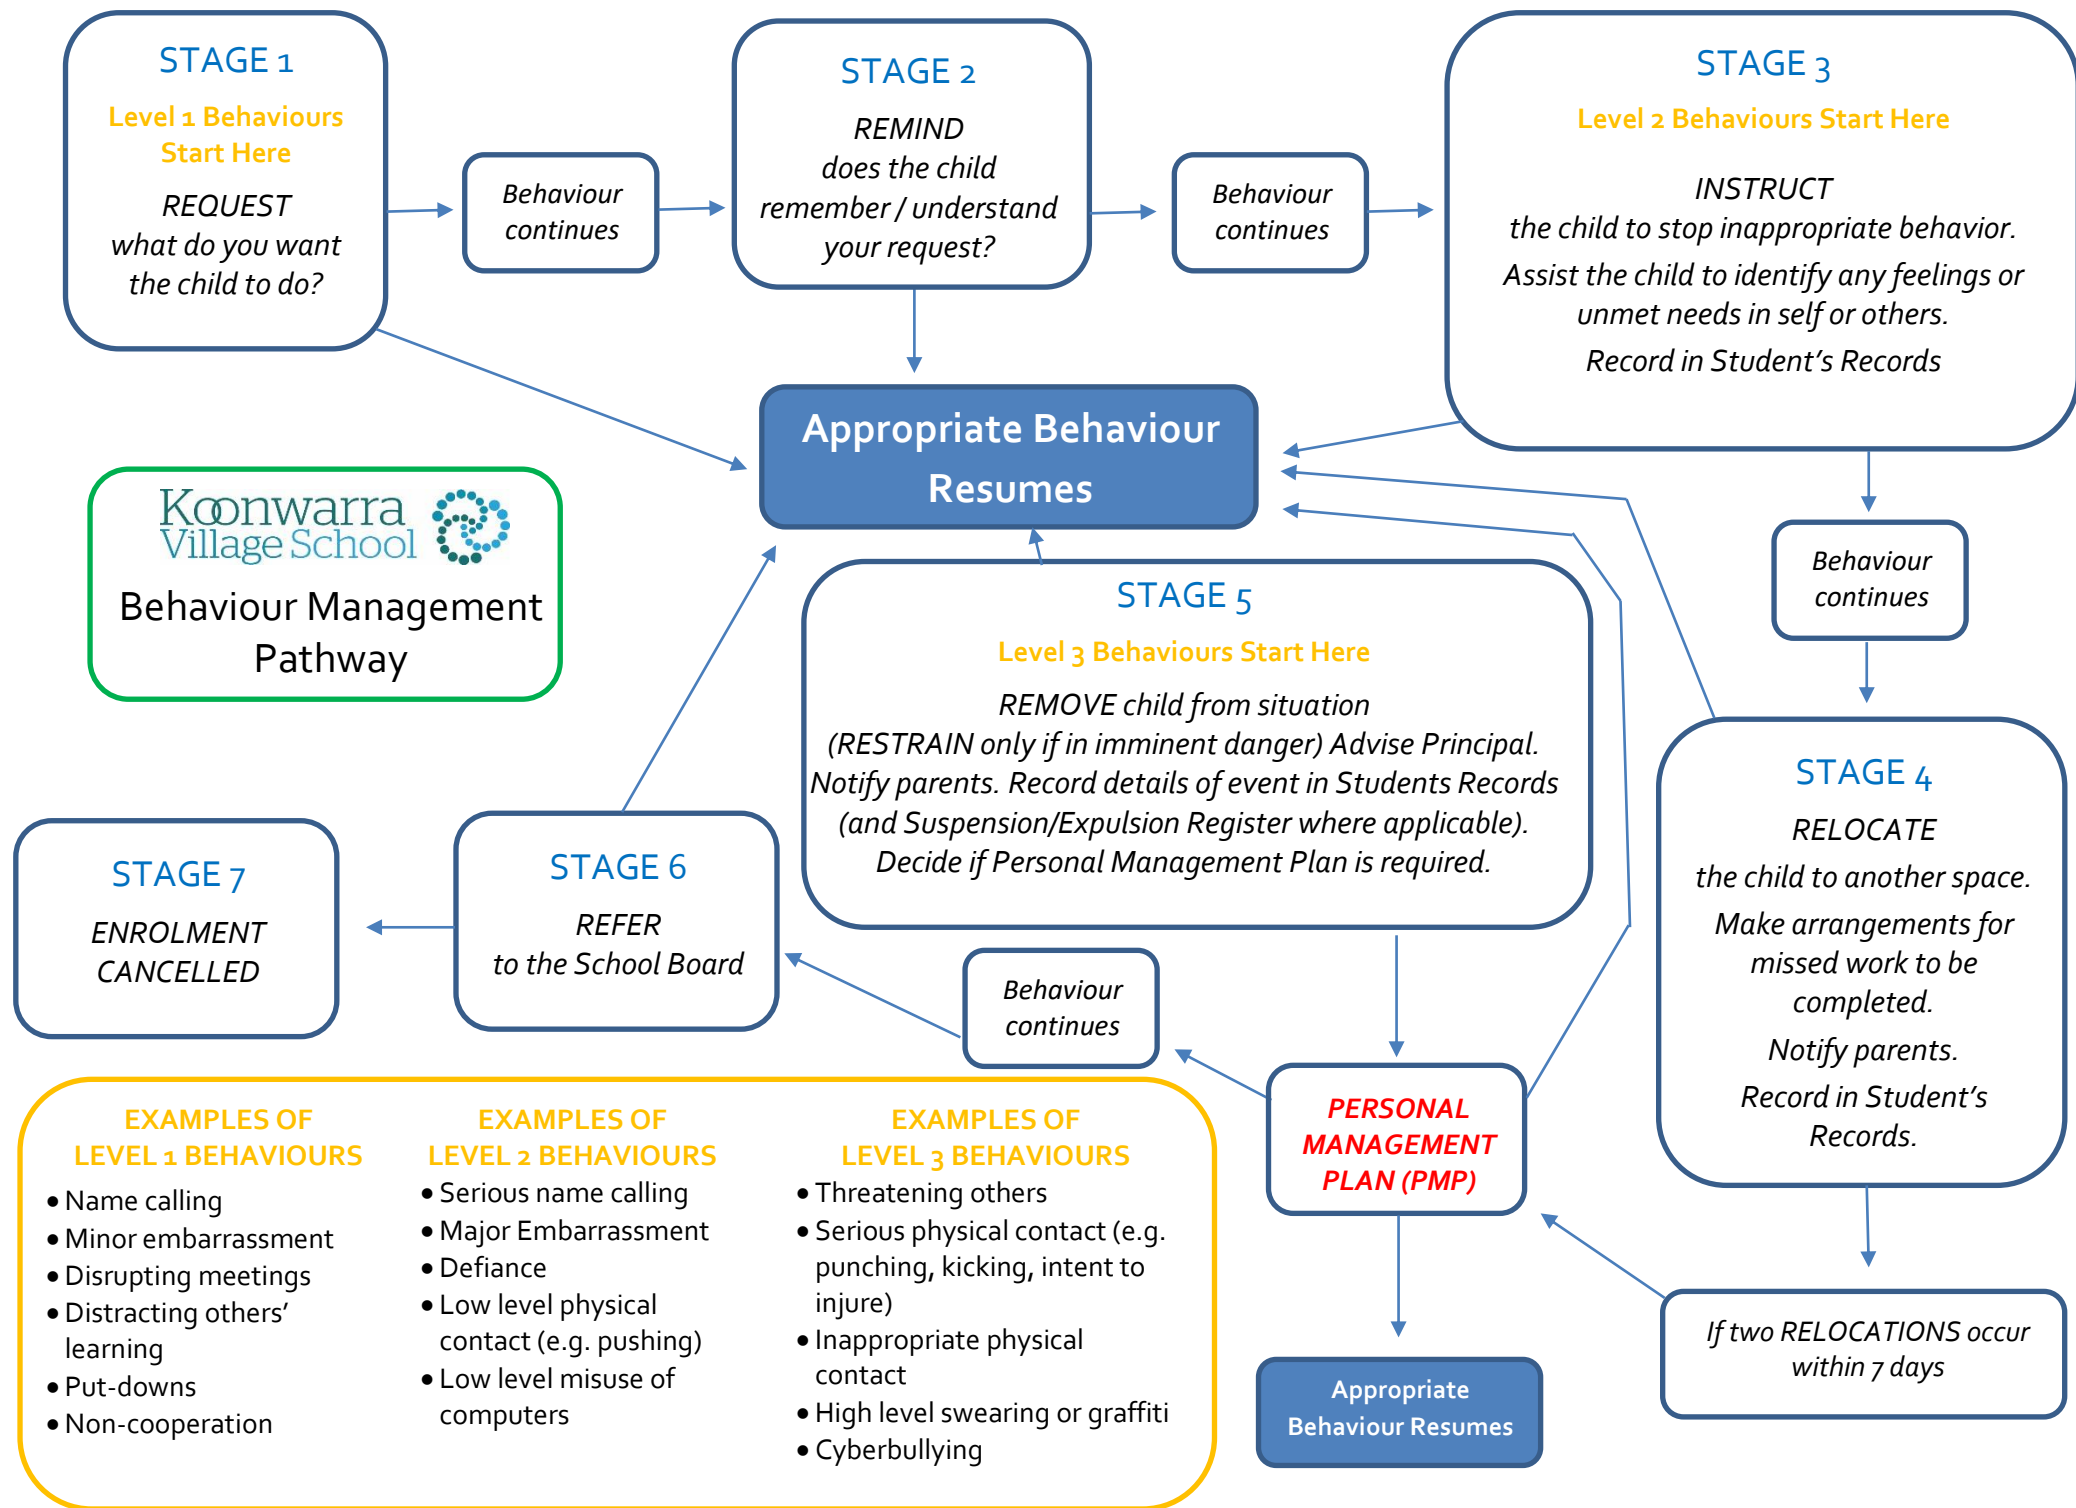 STAGE 1
Level 1 Behaviours
Start Here
REQUEST
what do you want
the child to do?
Behaviour
continues
STAGE 2
REMIND
does the child
remember / understand
your request?
Behaviour
continues
STAGE 3
Level 2 Behaviours Start Here
INSTRUCT
the child to stop inappropriate behavior.
Assist the child to identify any feelings or
unmet needs in self or others.
Record in Student's Records
Appropriate Behaviour
Resumes
Koonwarra
Village School
Behaviour Management
Pathway
Behaviour
continues
STAGE 5
Level 3 Behaviours Start Here
REMOVE child from situation
(RESTRAIN only if in imminent danger) Advise Principal.
Notify parents. Record details of event in Students Records
(and Suspension/Expulsion Register where applicable).
Decide if Personal Management Plan is required.
STAGE 4
RELOCATE
the child to another space.
Make arrangements for
missed work to be
completed.
Notify parents.
Record in Student's
Records.
STAGE 7
ENROLMENT
CANCELLED
STAGE 6
REFER
to the School Board
Behaviour
continues
PERSONAL
MANAGEMENT
PLAN (PMP)
If two RELOCATIONS occur
within 7 days
Appropriate
Behaviour Resumes
EXAMPLES OF
LEVEL 1 BEHAVIOURS
• Name calling
• Minor embarrassment
• Disrupting meetings
• Distracting others'
learning
• Put-downs
• Non-cooperation
EXAMPLES OF
LEVEL 2 BEHAVIOURS
• Serious name calling
• Major Embarrassment
• Defiance
• Low level physical
contact (e.g. pushing)
• Low level misuse of
computers
EXAMPLES OF
LEVEL 3 BEHAVIOURS
• Threatening others
• Serious physical contact (e.g.
punching, kicking, intent to
injure)
• Inappropriate physical
contact
• High level swearing or graffiti
• Cyberbullying